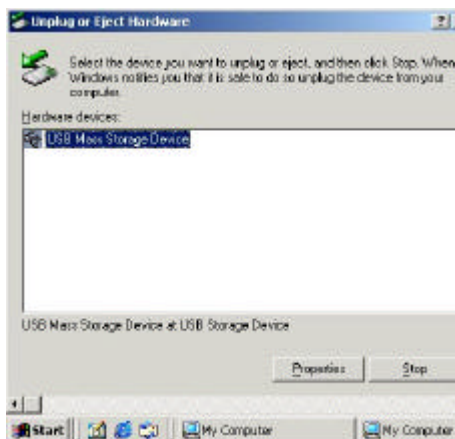 Unplug or Eject Hardware
Select the device you want to unplug or eject, and then click Stop. When
Windows notifies you that it is safe to do so unplug the device from your
computer.
Hardware devices:
USB Mass Storage Device
USB Mass Storage Device at USB Storage Device
Properties
Stop
Start
My Computer
My Computer